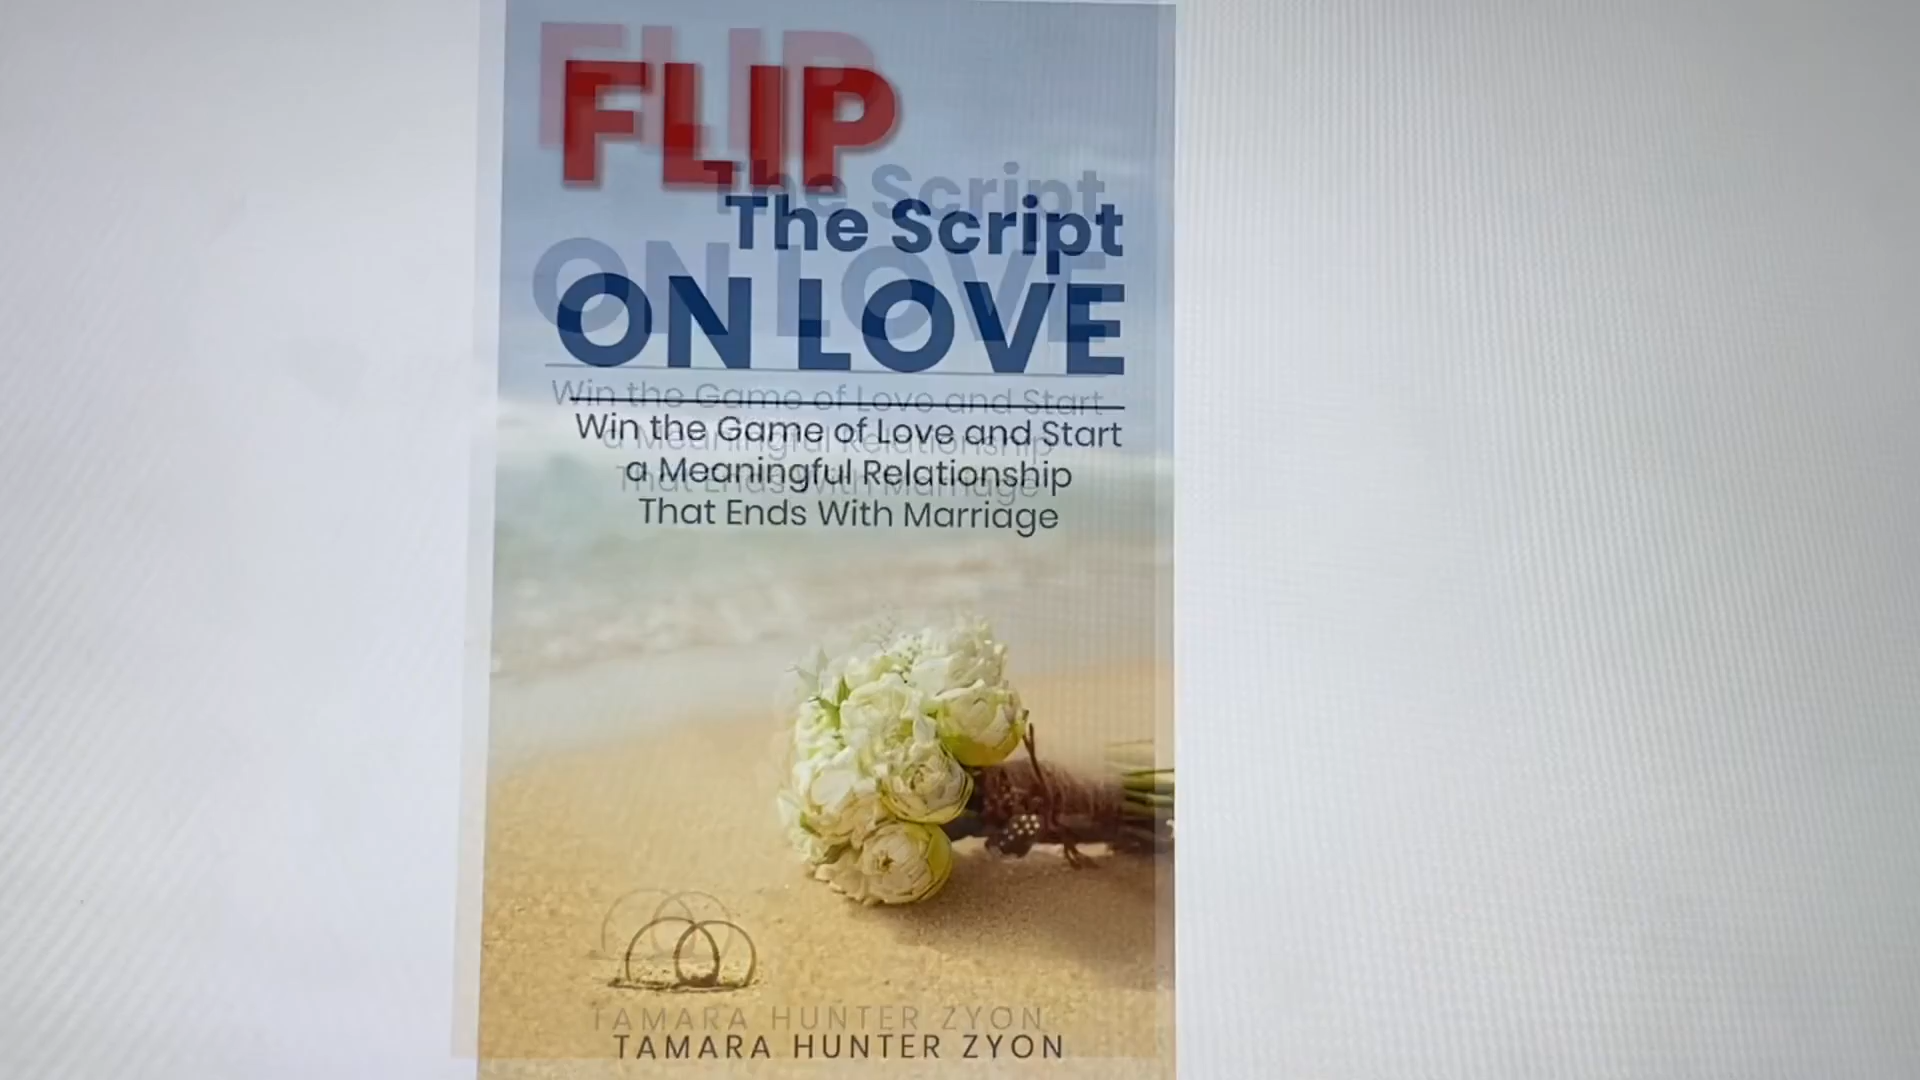 FLIP
The Script
ON LOVE
Win the Game of Love and Start
a Meaningful Relationship
That Ends With Marriage
TAMARA HUNTER ZYON